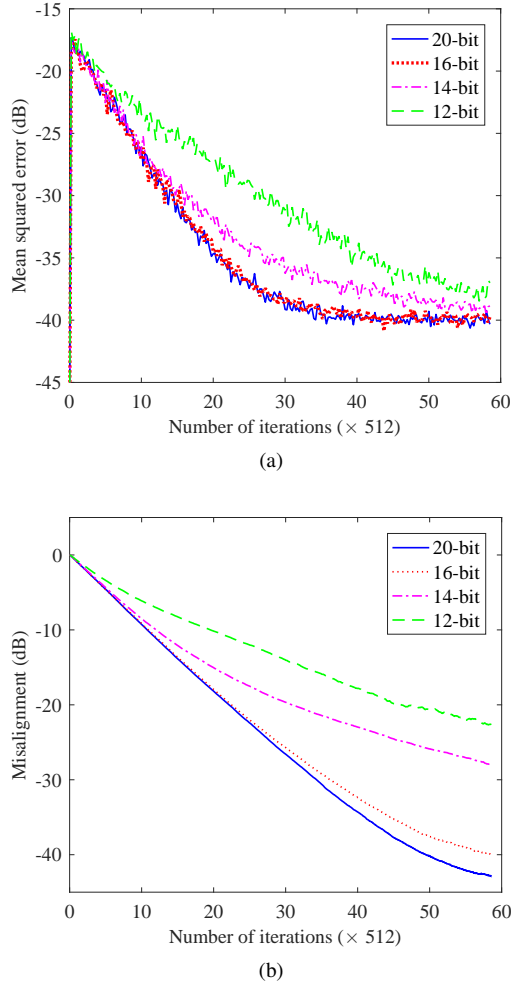 -15
-20
-25
-30
-35
-40
-45
Mean squared error (dB)
20-bit
16-bit
14-bit
12-bit
0 10 20 30 40 50 60
Number of iterations (× 512)
(a)
0
-10
-20
-30
-40
Misalignment (dB)
20-bit
16-bit
14-bit
12-bit
0 10 20 30 40 50 60
Number of iterations (× 512)
(b)